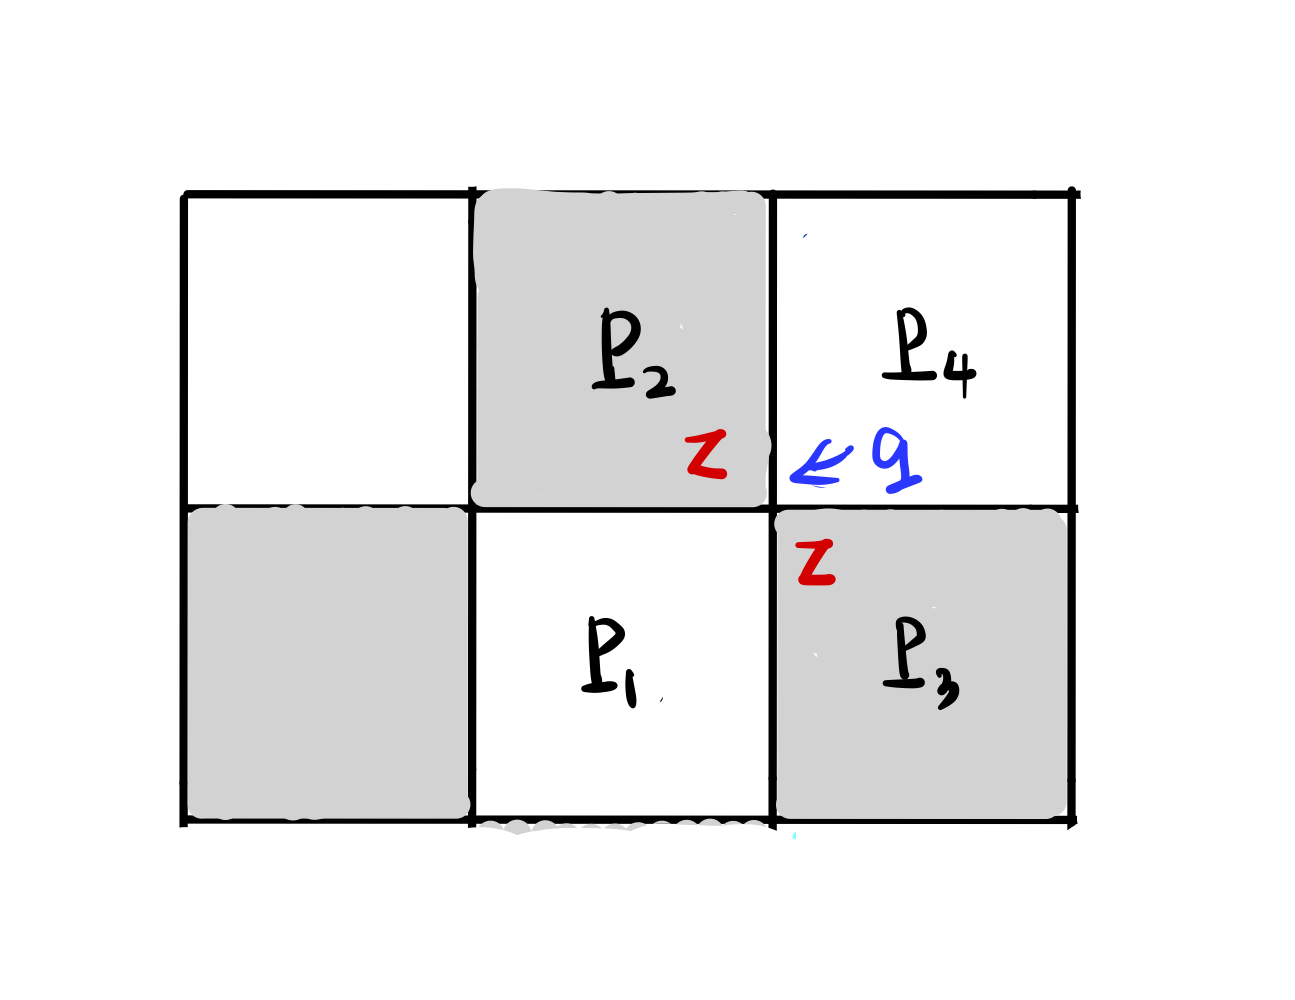 P₂ P₄
z ← q
z
P₁ P₃